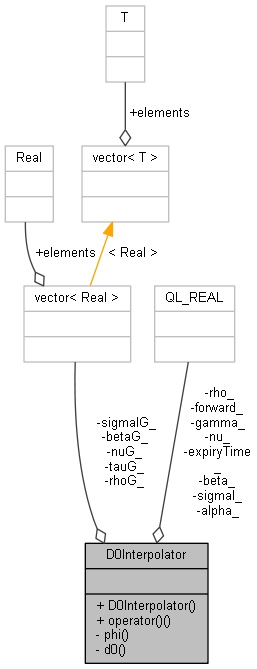 T
+elements
Real
vector< T >
+elements
< Real >
vector< Real >
QL_REAL
-sigmaIG_
-betaG_
-nuG_
-tauG_
-rhoG_
-rho_
-forward_
-gamma_
-nu_
-expiryTime
_
-beta_
-sigmaI_
-alpha_
D0Interpolator
+ D0Interpolator()
+ operator()()
- phi()
- d0()